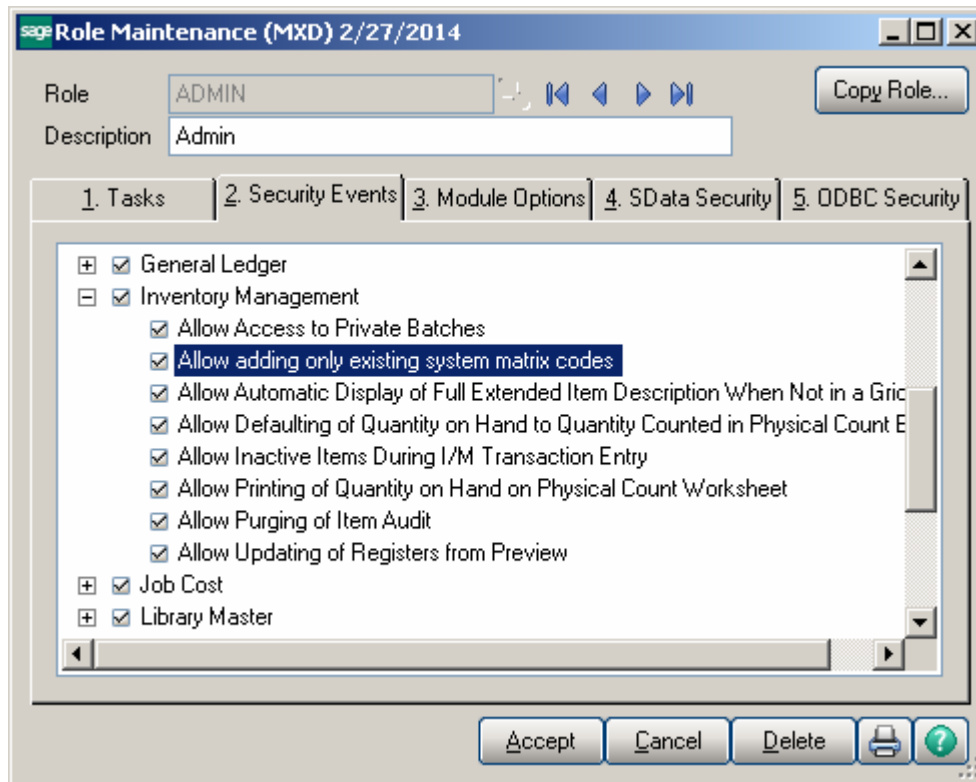 sage Role Maintenance (MXD) 2/27/2014
Role ADMIN Copy Role...
Description Admin
1. Tasks 2. Security Events 3. Module Options 4. SData Security 5. ODBC Security
General Ledger
Inventory Management
Allow Access to Private Batches
Allow adding only existing system matrix codes
Allow Automatic Display of Full Extended Item Description When Not in a Gric
Allow Defaulting of Quantity on Hand to Quantity Counted in Physical Count E
Allow Inactive Items During I/M Transaction Entry
Allow Printing of Quantity on Hand on Physical Count Worksheet
Allow Purging of Item Audit
Allow Updating of Registers from Preview
Job Cost
Library Master
Accept Cancel Delete